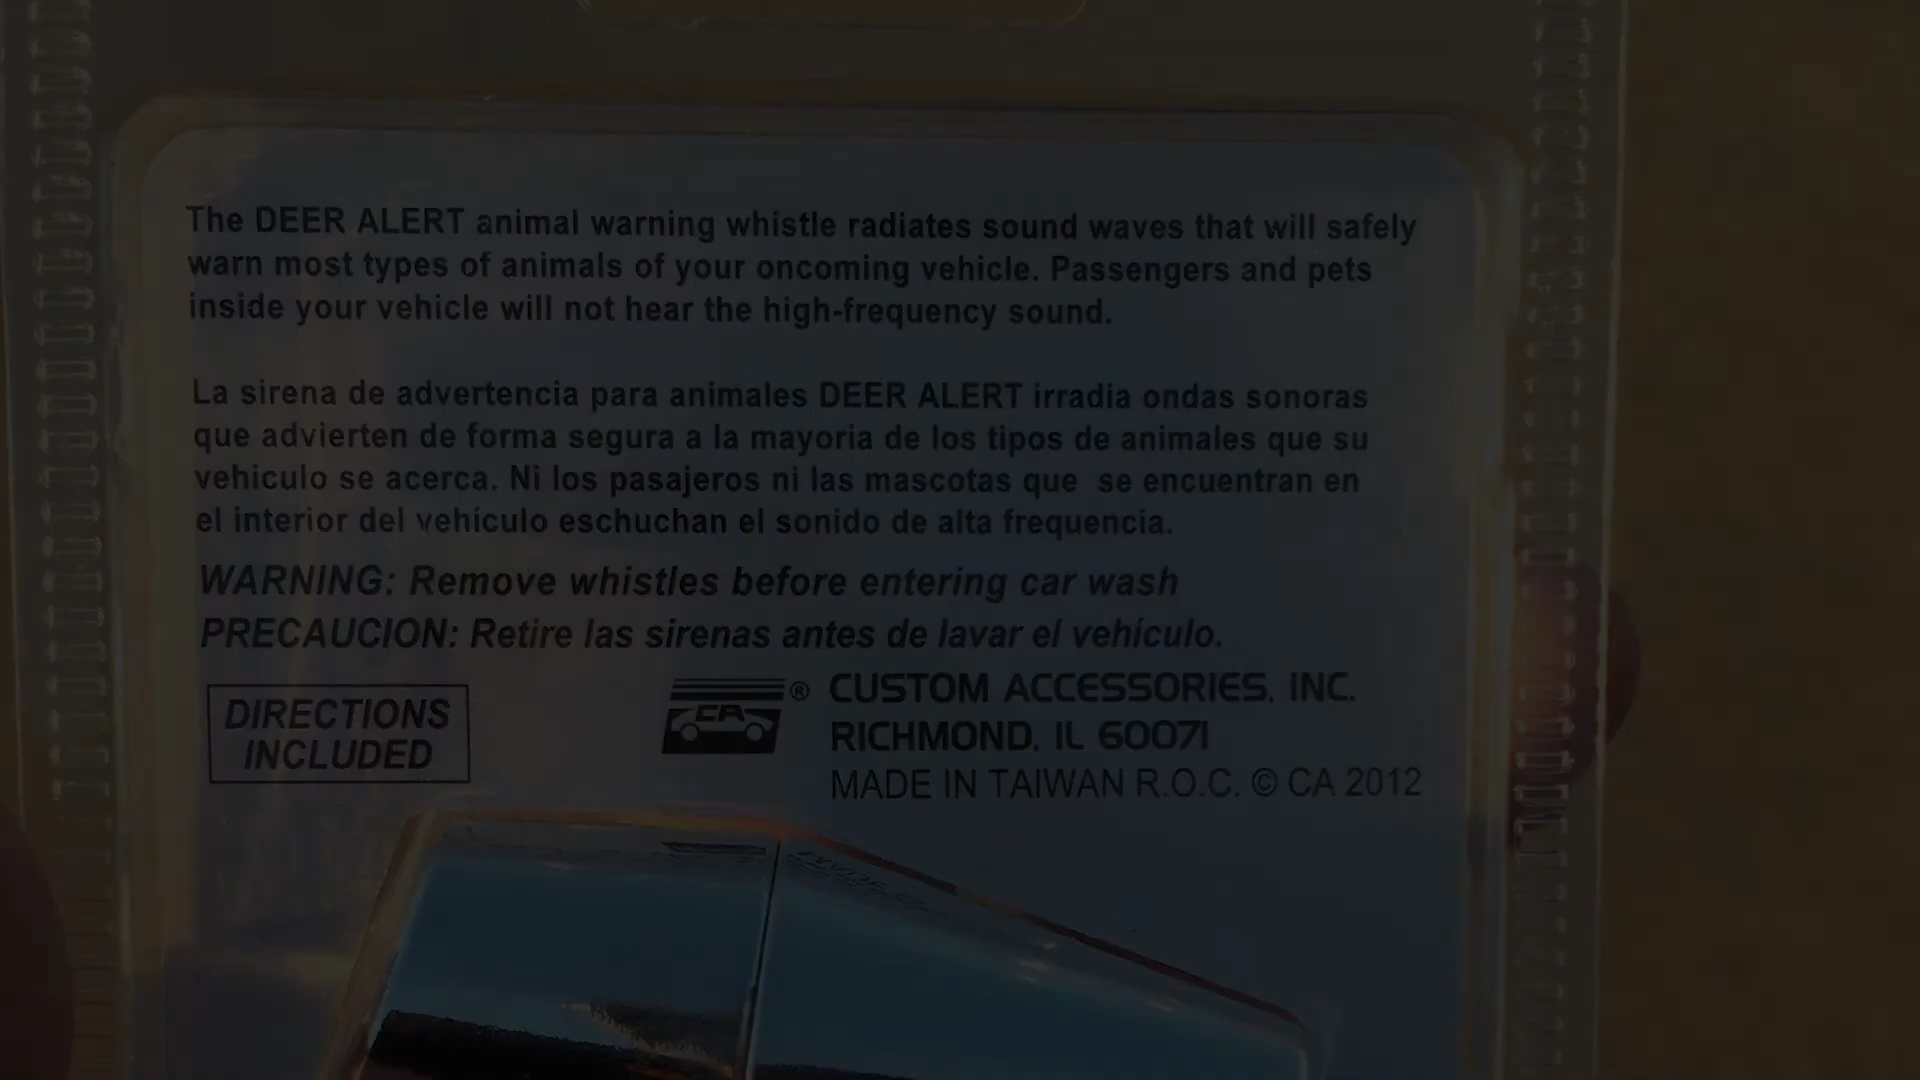 The DEER ALERT animal warning whistle radiates sound waves that will safely
warn most types of animals of your oncoming vehicle. Passengers and pets
inside your vehicle will not hear the high-frequency sound.
La sirena de advertencia para animales DEER ALERT irradia ondas sonoras
que advierten de forma segura a la mayoria de los tipos de animales que su
vehiculo se acerca. Ni los pasajeros ni las mascotas que se encuentran en
el interior del vehículo eschuchan el sonido de alta frequencia.
WARNING: Remove whistles before entering car wash
PRECAUCION: Retire las sirenas antes de lavar el vehículo.
DIRECTIONS
INCLUDED
CA ®
CUSTOM ACCESSORIES, INC.
RICHMOND, IL 60071
MADE IN TAIWAN R.O.C. © CA 2012